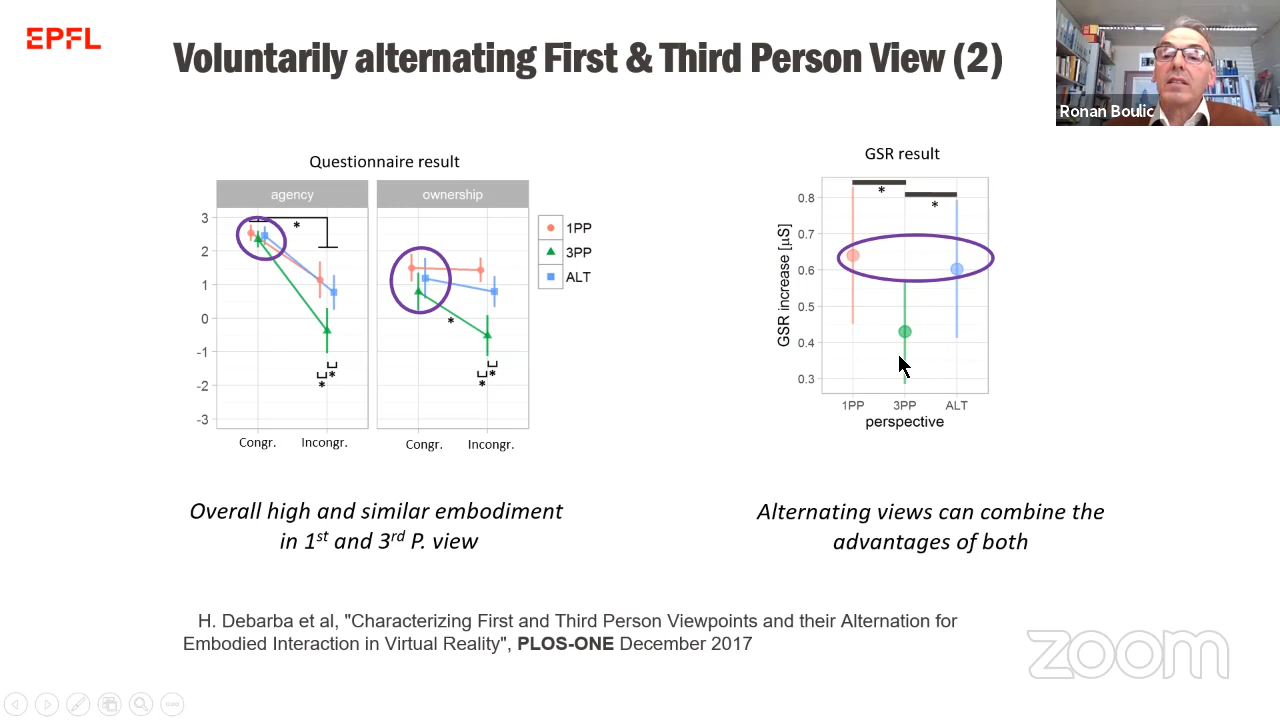 EPFL
Voluntarily alternating First & Third Person View (2)
Ronan Boulic
Questionnaire result
agency
ownership
3
2
1
0
-1
-2
-3
*
*
*
*
*
*
Congr.
Incongr.
Congr.
Incongr.
1PP
3PP
ALT
GSR result
GSR increase [µS]
0.8
0.7
0.6
0.5
0.4
0.3
*
*
1PP
3PP
ALT
perspective
Overall high and similar embodiment
in 1st and 3rd P. view
Alternating views can combine the
advantages of both
H. Debarba et al, "Characterizing First and Third Person Viewpoints and their Alternation for
Embodied Interaction in Virtual Reality", PLOS-ONE December 2017
zoom